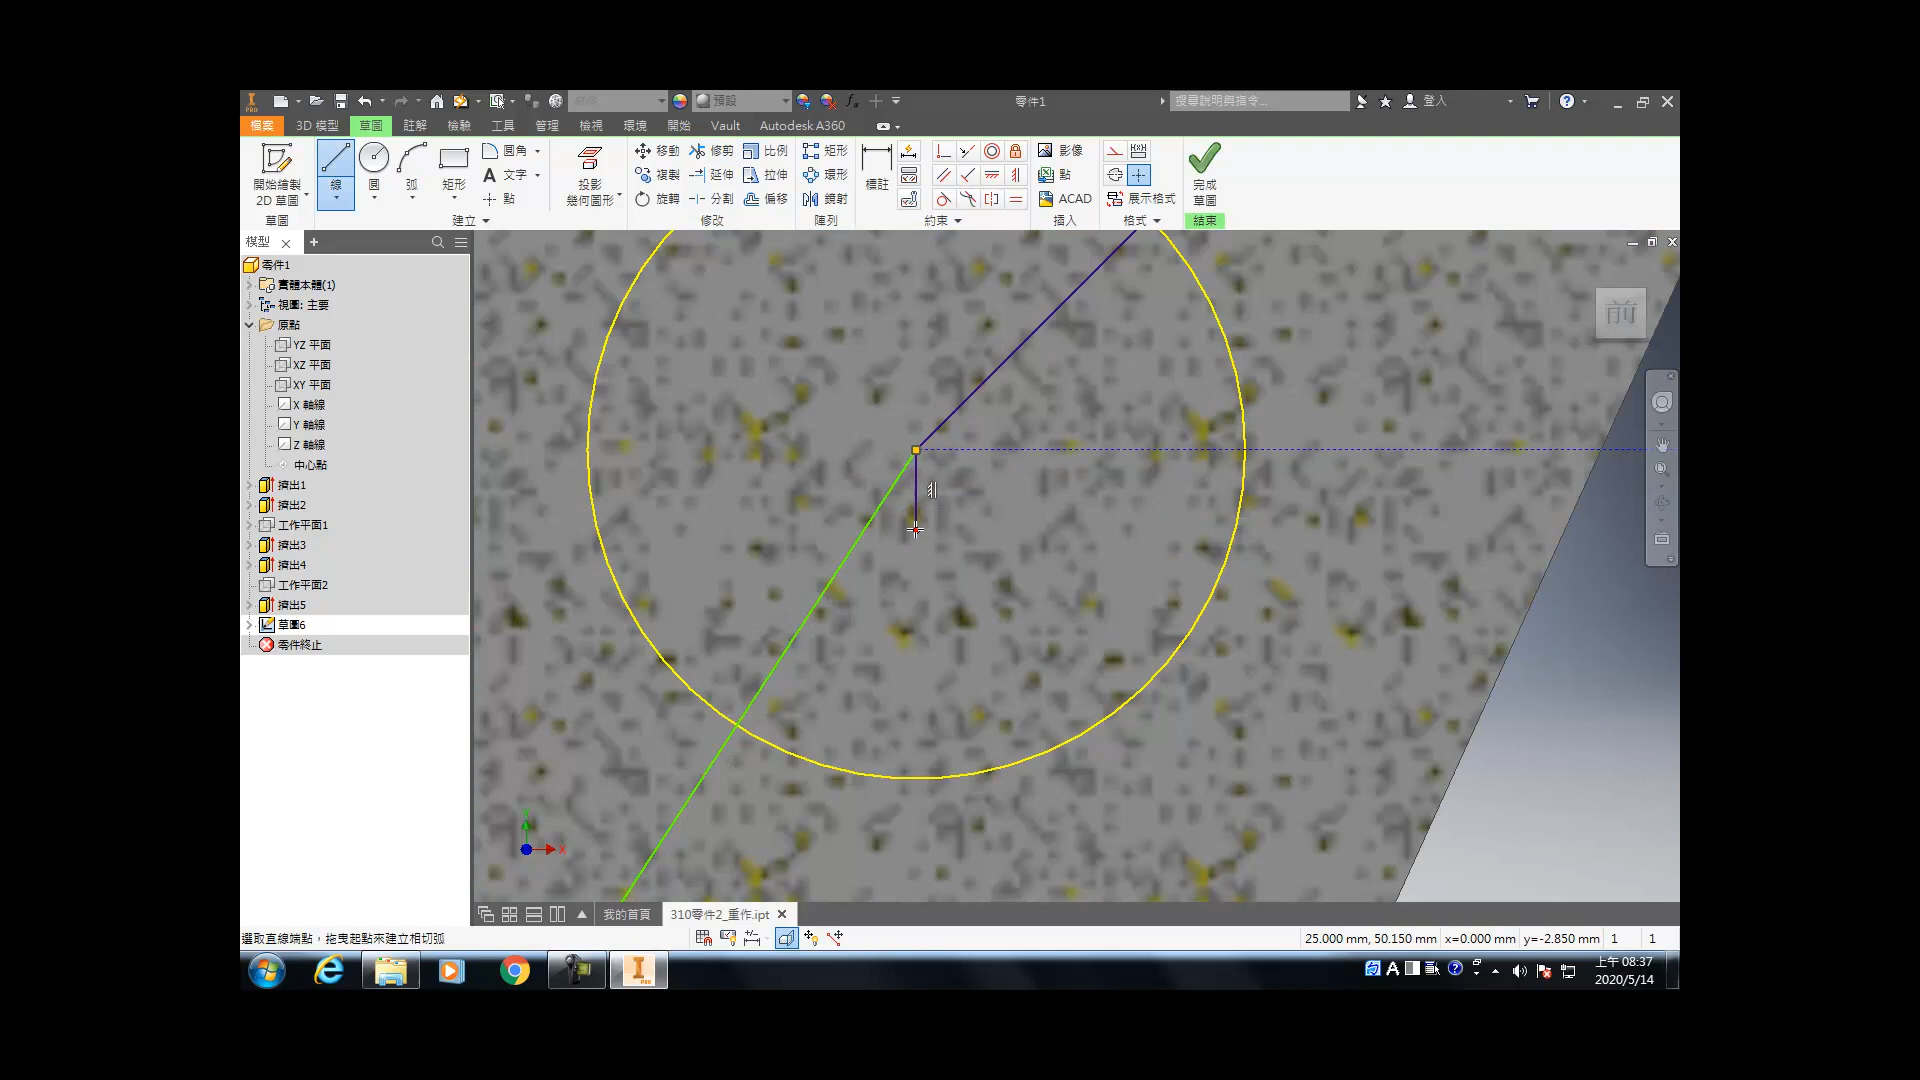 PRO
預設
零件1
搜尋說明與指令...
登入
檔案
3D 模型
草圖
註解
檢驗
工具
管理
檢視
環境
開始
Vault
Autodesk A360
開始繪製
2D 草圖
線
圓
弧
矩形
圓角
文字
點
投影
幾何圖形
移動
修剪
比例
複製
延伸
拉伸
旋轉
分割
偏移
矩形
環形
鏡射
標註
影像
點
ACAD
展示格式
完成
草圖
草圖
建立
修改
陣列
約束
插入
格式
結束
模型
零件1
實體本體(1)
視圖: 主要
原點
YZ 平面
XZ 平面
XY 平面
X 軸線
Y 軸線
Z 軸線
中心點
擠出1
擠出2
工作平面1
擠出3
擠出4
工作平面2
擠出5
草圖6
零件終止
前
X
我的首頁
310零件2_重作.ipt
選取直線端點，拖曳起點來建立相切弧
25.000 mm, 50.150 mm
x=0.000 mm
y=-2.850 mm
1
1
PRO
A
上午 08:37
2020/5/14